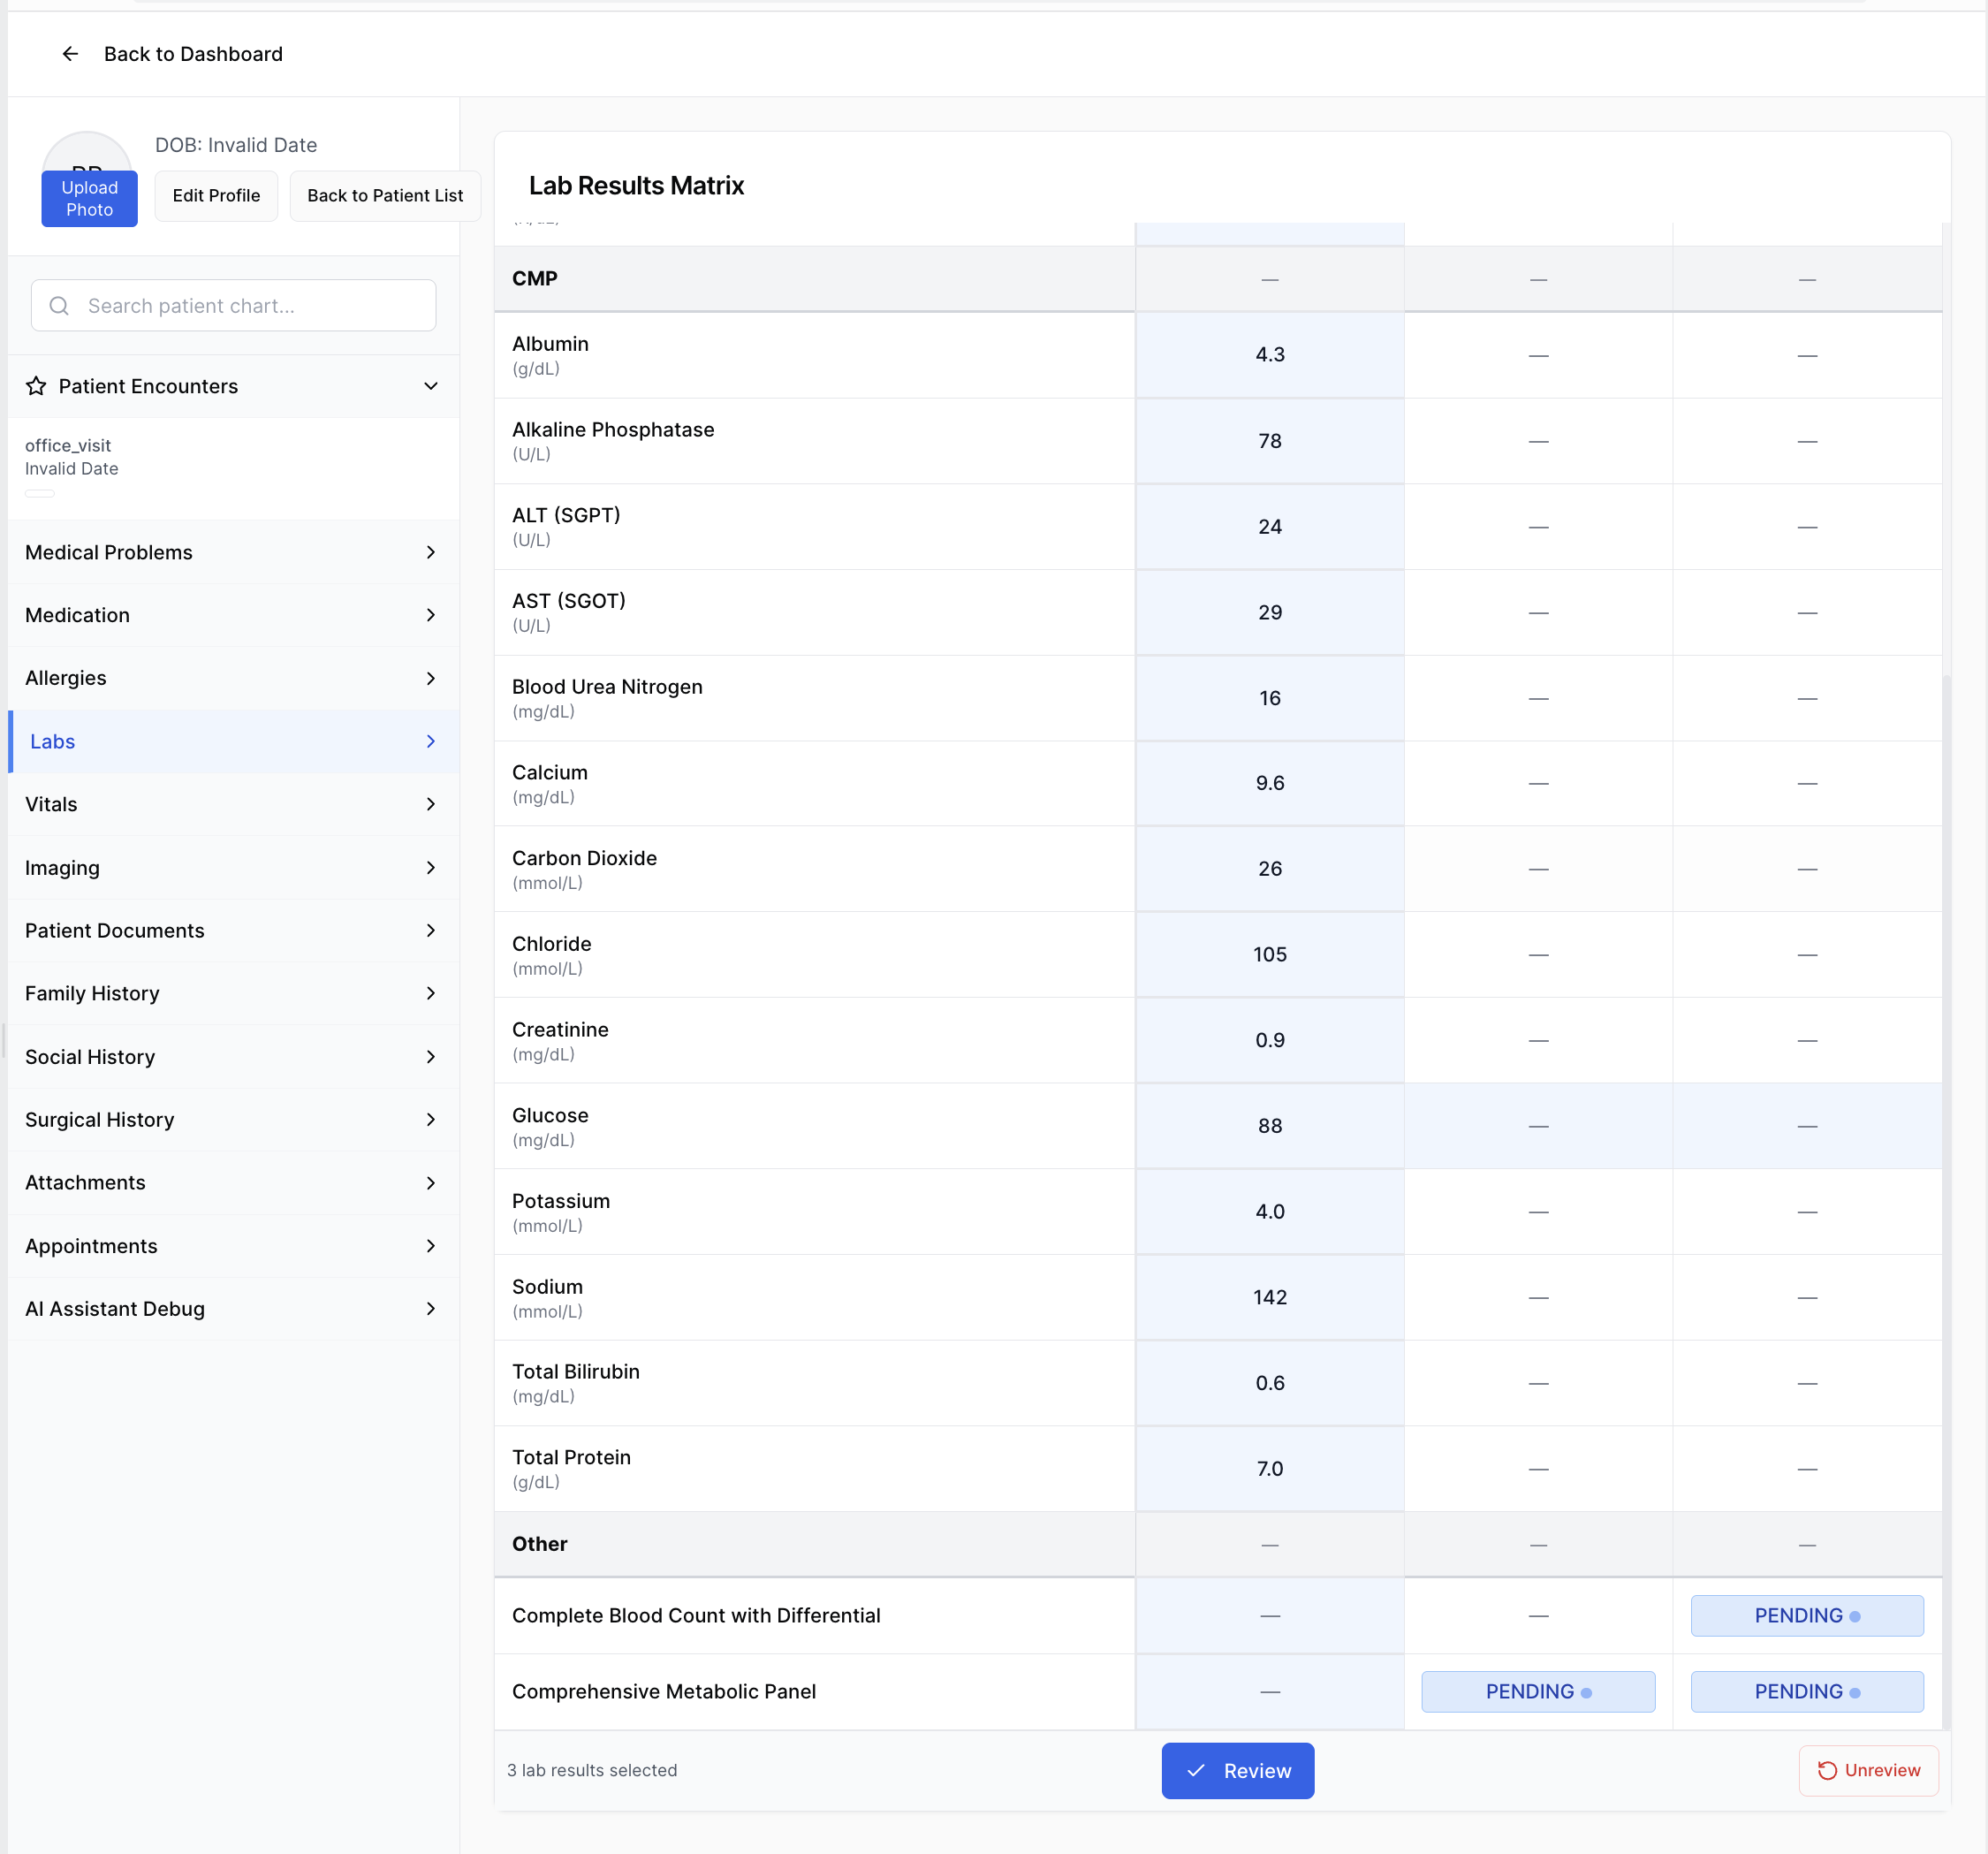 Back to Dashboard
DOB: Invalid Date
Upload
Photo
Edit Profile
Back to Patient List
Search patient chart...
Patient Encounters
office_visit
Invalid Date
Medical Problems
Medication
Allergies
Labs
Vitals
Imaging
Patient Documents
Family History
Social History
Surgical History
Attachments
Appointments
AI Assistant Debug
Lab Results Matrix
CMP — — —
Albumin
(g/dL)
4.3 — —
Alkaline Phosphatase
(U/L)
78 — —
ALT (SGPT)
(U/L)
24 — —
AST (SGOT)
(U/L)
29 — —
Blood Urea Nitrogen
(mg/dL)
16 — —
Calcium
(mg/dL)
9.6 — —
Carbon Dioxide
(mmol/L)
26 — —
Chloride
(mmol/L)
105 — —
Creatinine
(mg/dL)
0.9 — —
Glucose
(mg/dL)
88 — —
Potassium
(mmol/L)
4.0 — —
Sodium
(mmol/L)
142 — —
Total Bilirubin
(mg/dL)
0.6 — —
Total Protein
(g/dL)
7.0 — —
Other — — —
Complete Blood Count with Differential — — PENDING
Comprehensive Metabolic Panel — PENDING PENDING
3 lab results selected
Review
Unreview